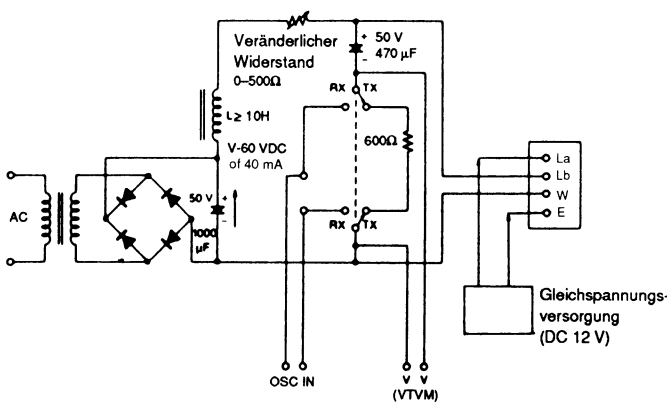 Veränderlicher
Widerstand
0–500Ω
+ 50 V
- 470 µF
RX TX
L ≥ 10H
600Ω
V-60 VDC
of 40 mA
AC
50 V +
-
1000
µF
RX TX
La
Lb
W
E
Gleichspannungs-
versorgung
(DC 12 V)
OSC IN
V V
(VTVM)